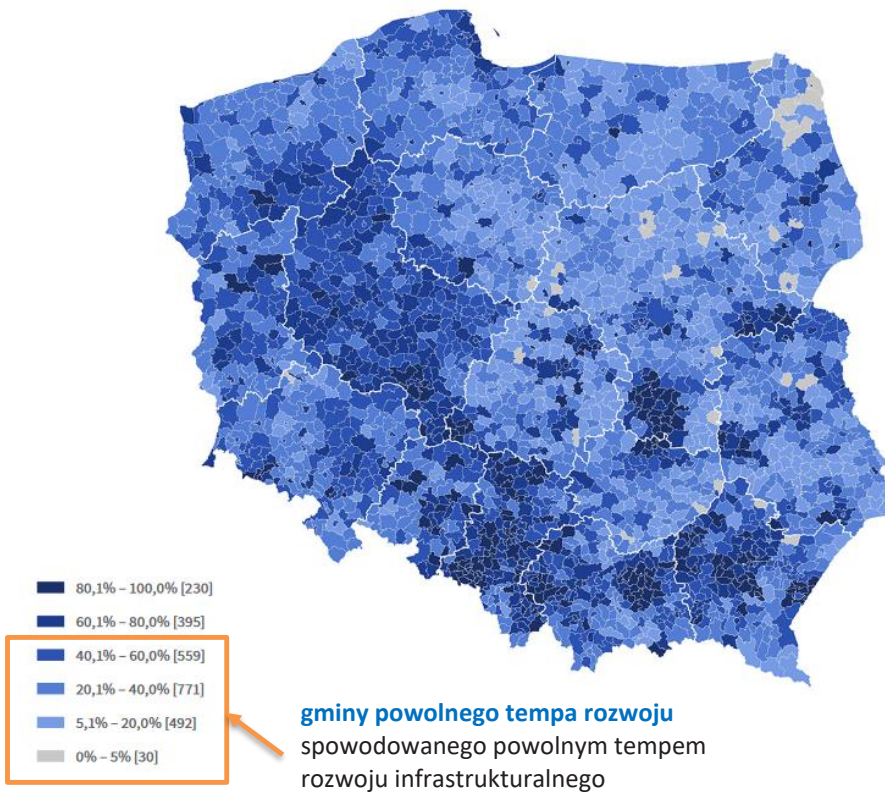 80,1% – 100,0% [230]
60,1% – 80,0% [395]
40,1% – 60,0% [559]
20,1% – 40,0% [771]
5,1% – 20,0% [492]
0% – 5% [30]
gminy powolnego tempa rozwoju
spowodowanego powolnym tempem
rozwoju infrastrukturalnego